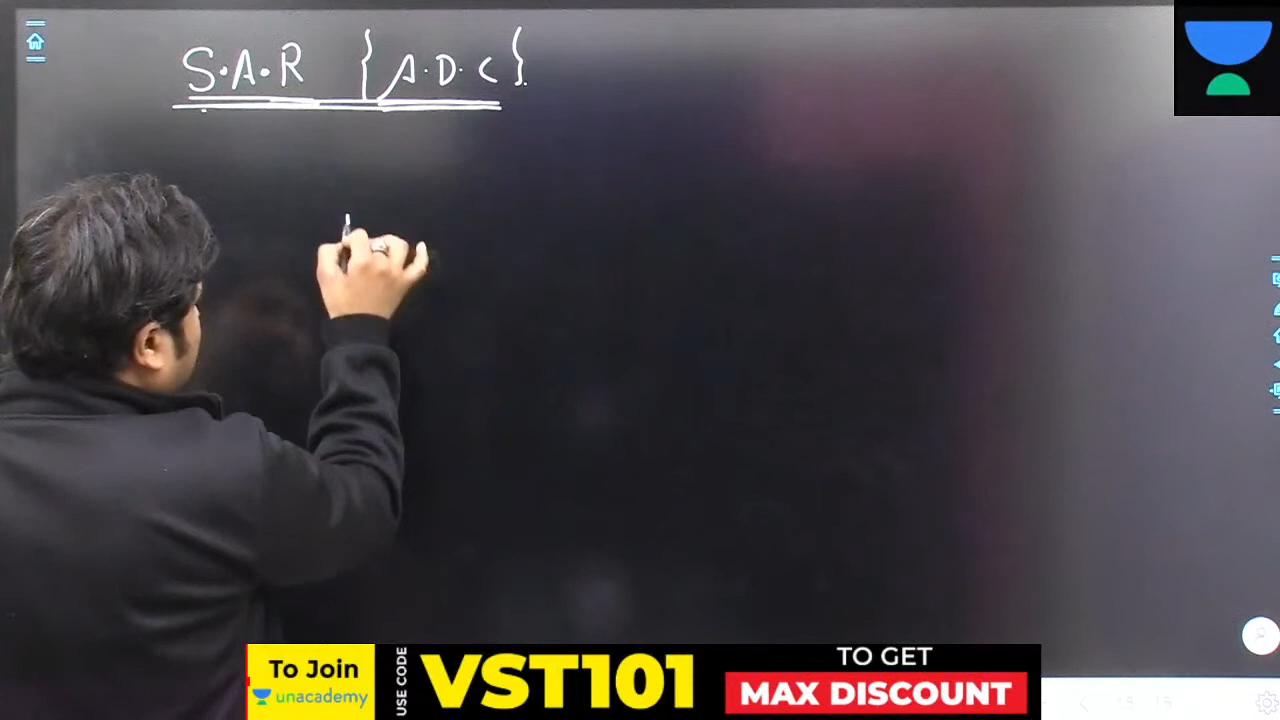 S.A.R {A.D.C}
To Join
unacademy
USE CODE
VST101
TO GET
MAX DISCOUNT